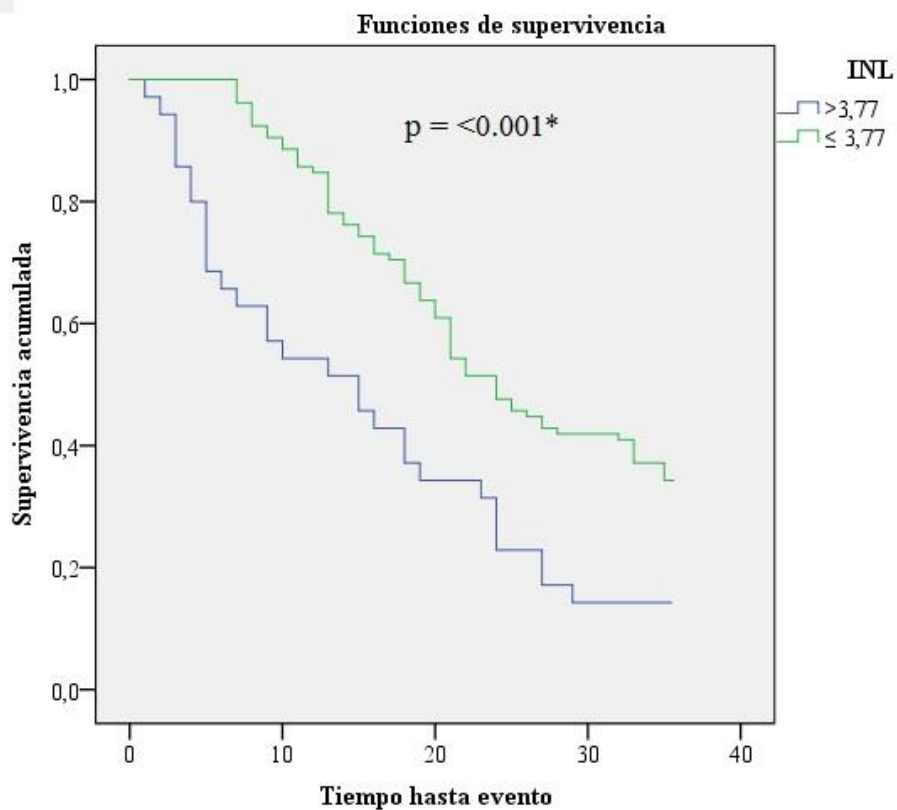 Funciones de supervivencia
INL
>3,77
≤ 3,77
p = <0.001*
Supervivencia acumulada
1,0
0,8
0,6
0,4
0,2
0,0
0 10 20 30 40
Tiempo hasta evento